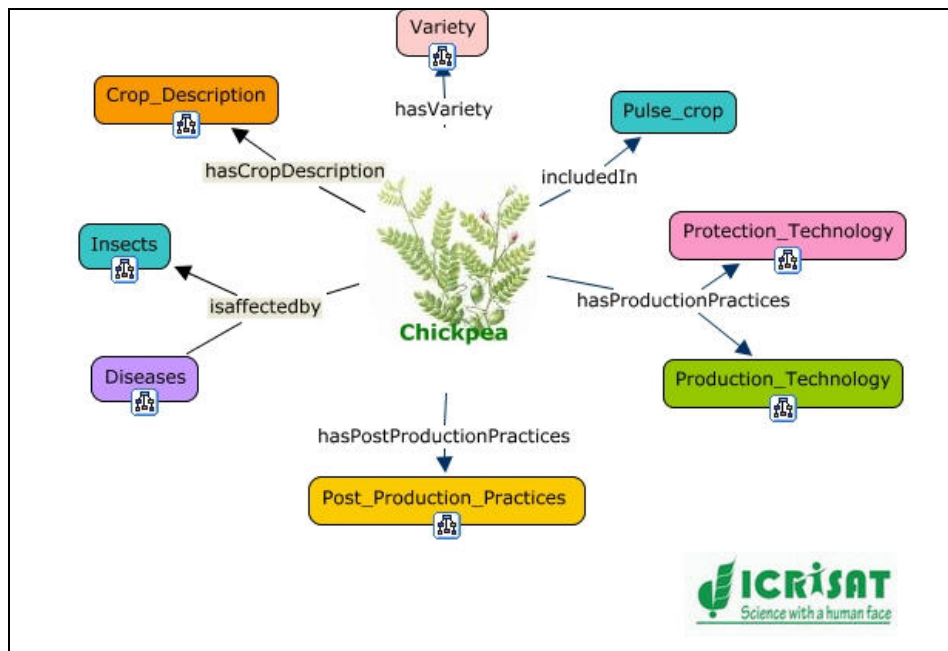 Variety
Crop_Description
hasVariety
Pulse_crop
hasCropDescription
includedIn
Insects
Protection_Technology
isaffectedby
hasProductionPractices
Chickpea
Diseases
Production_Technology
hasPostProductionPractices
Post_Production_Practices
ICRISAT
Science with a human face